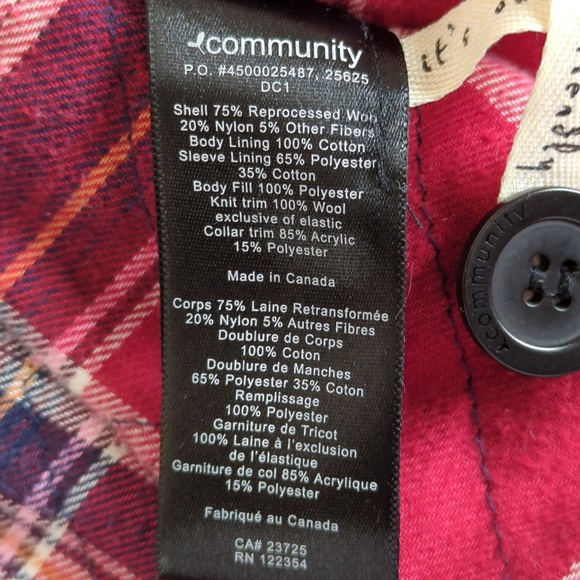 community
P.O. #4500025487, 25625
DC1
Shell 75% Reprocessed Wool
20% Nylon 5% Other Fibers
Body Lining 100% Cotton
Sleeve Lining 65% Polyester
35% Cotton
Body Fill 100% Polyester
Knit trim 100% Wool
exclusive of elastic
Collar trim 85% Acrylic
15% Polyester
Made in Canada
Corps 75% Laine Retransformée
20% Nylon 5% Autres Fibres
Doublure de Corps
100% Coton
Doublure de Manches
65% Polyester 35% Coton
Remplissage
100% Polyester
Garniture de Tricot
100% Laine à l'exclusion
de l'élastique
Garniture de col 85% Acrylique
15% Polyester
Fabriqué au Canada
CA# 23725
RN 122354
it's
community